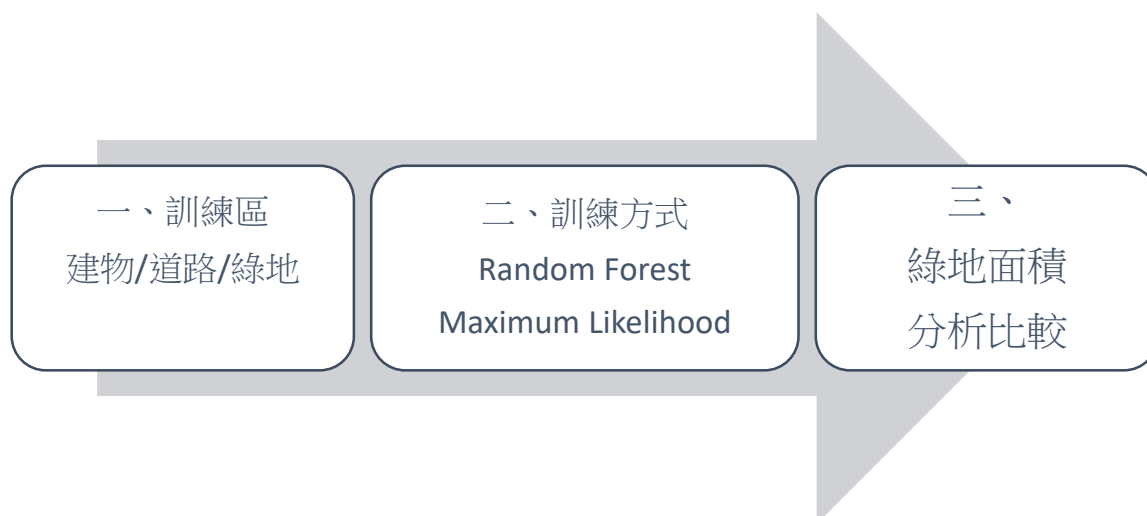 一、訓練區
建物/道路/綠地
二、訓練方式
Random Forest
Maximum Likelihood
三、
綠地面積
分析比較